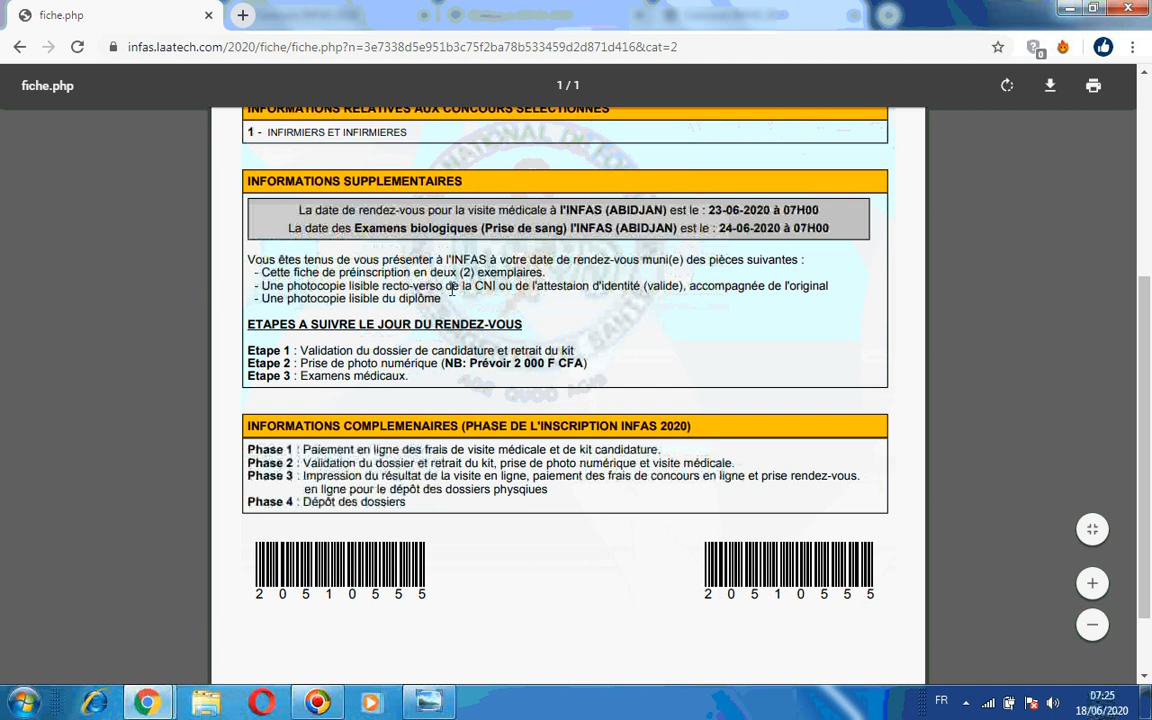 fiche.php
infas.laatech.com/2020/fiche/fiche.php?n=3e7338d5e951b3c75f2ba78b533459d2d871d416&cat=2
0
fiche.php
1 / 1
INFORMATIONS RELATIVES AUX CONCOURS SELECTIONNES
1 - INFIRMIERS ET INFIRMIERES
INFORMATIONS SUPPLEMENTAIRES
La date de rendez-vous pour la visite médicale à l'INFAS (ABIDJAN) est le : 23-06-2020 à 07H00
La date des Examens biologiques (Prise de sang) l'INFAS (ABIDJAN) est le : 24-06-2020 à 07H00
Vous êtes tenus de vous présenter à l'INFAS à votre date de rendez-vous muni(e) des pièces suivantes :
- Cette fiche de préinscription en deux (2) exemplaires.
- Une photocopie lisible recto-verso de la CNI ou de l'attestaion d'identité (valide), accompagnée de l'original
- Une photocopie lisible du diplôme
ETAPES A SUIVRE LE JOUR DU RENDEZ-VOUS
Etape 1 : Validation du dossier de candidature et retrait du kit
Etape 2 : Prise de photo numérique (NB: Prévoir 2 000 F CFA)
Etape 3 : Examens médicaux.
INFORMATIONS COMPLEMENAIRES (PHASE DE L'INSCRIPTION INFAS 2020)
Phase 1 : Paiement en ligne des frais de visite médicale et de kit candidature.
Phase 2 : Validation du dossier et retrait du kit, prise de photo numérique et visite médicale.
Phase 3 : Impression du résultat de la visite en ligne, paiement des frais de concours en ligne et prise rendez-vous.
en ligne pour le dépôt des dossiers physqiues
Phase 4 : Dépôt des dossiers
2 0 5 1 0 5 5 5
2 0 5 1 0 5 5 5
FR
07:25
18/06/2020